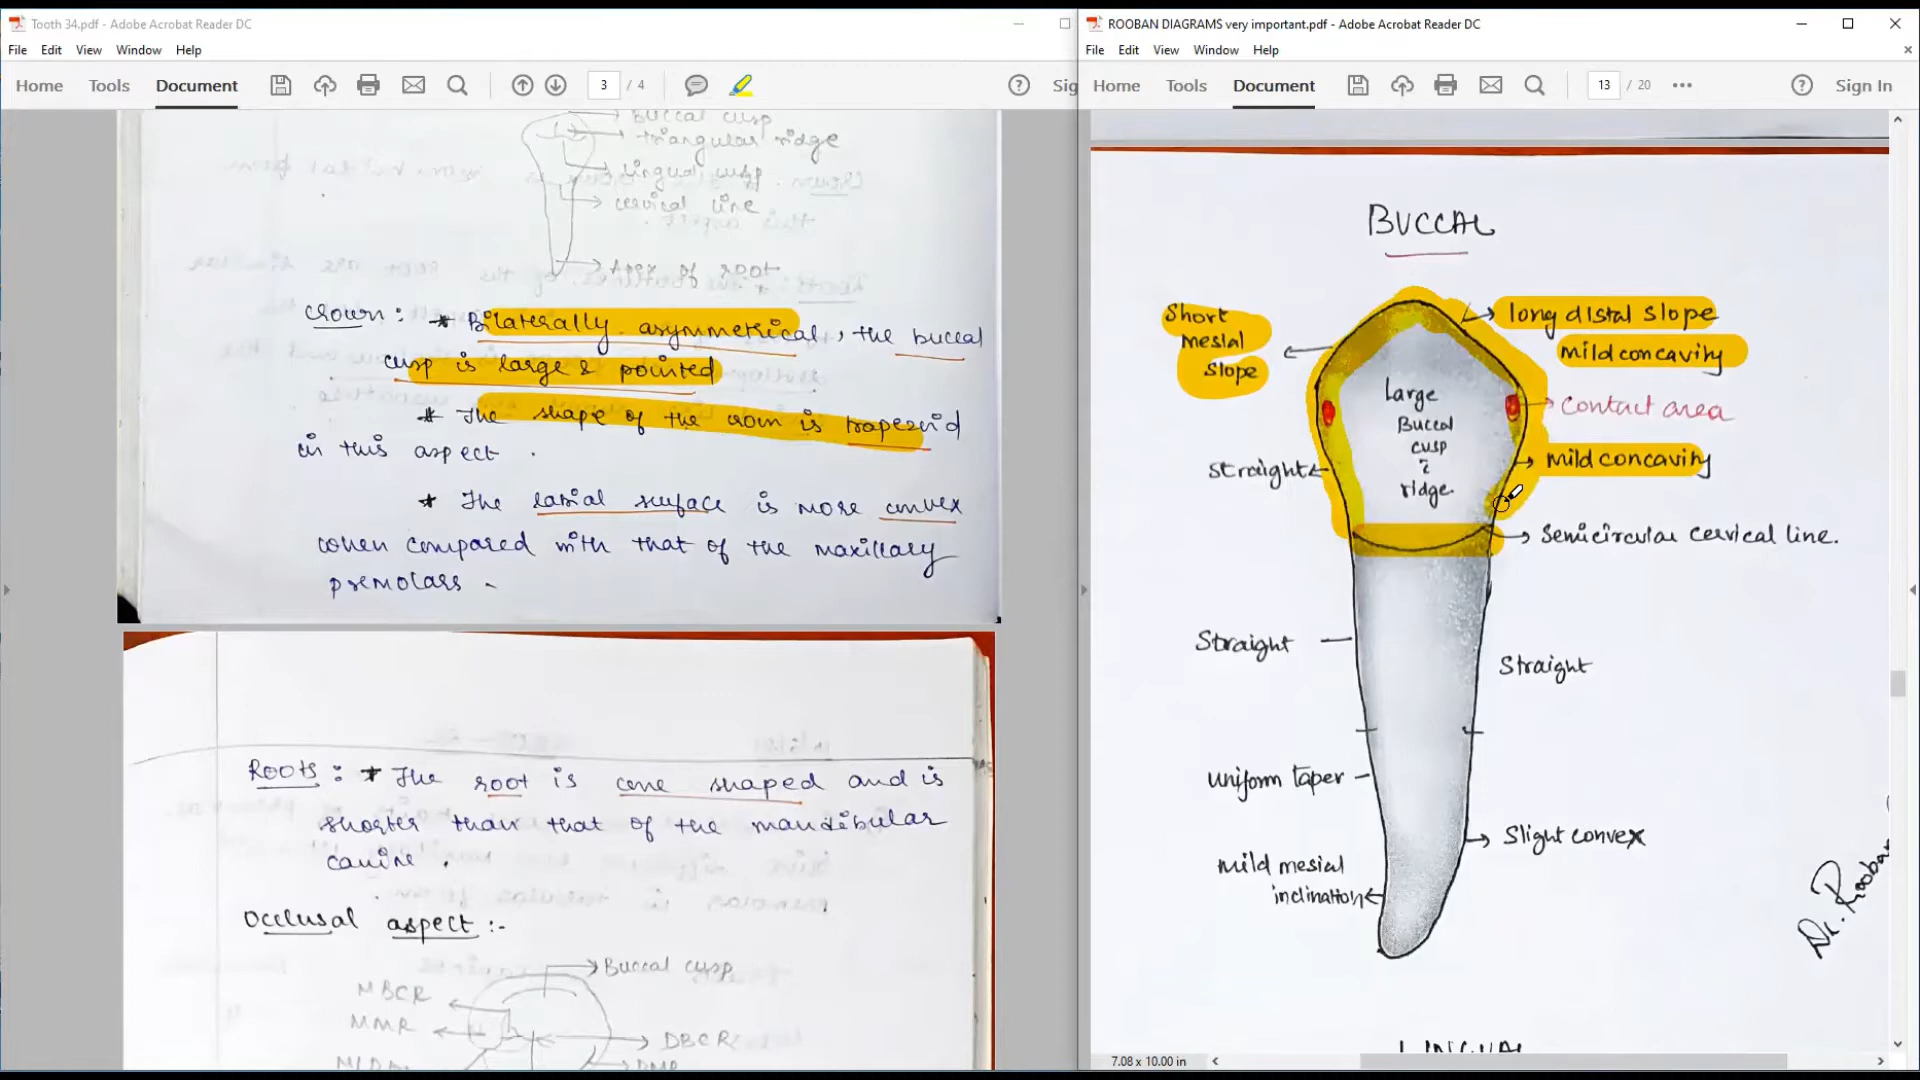 Tooth 34.pdf - Adobe Acrobat Reader DC
File Edit View Window Help
Home Tools Document 3 / 4 Sig
Buccal cusp
triangular ridge
lingual cusp
cervical line
Apex of root
Crown : * Bilaterally asymmetrical, the buccal
cusp is large & pointed
* The shape of the crown is trapezoid
in this aspect .
* The labial surface is more convex
when compared with that of the maxillary
premolars -
Roots : * The root is cone shaped and is
shorter than that of the mandibular
canine .
Occlusal aspect :-
Buccal cusp
MBCR
MMR
DBCR
ROOBAN DIAGRAMS very important.pdf - Adobe Acrobat Reader DC
File Edit View Window Help
Home Tools Document 13 / 20 ••• Sign In
BUCCAL
Short
mesial
slope
long distal slope
mild concavity
Large
Buccal
cusp
ridge.
contact area
straight
mild concavity
Semicircular cervical line.
Straight
Straight
uniform taper
Slight convex
mild mesial
inclination
Dr. Rooban
LINGUAL
7.08 x 10.00 in